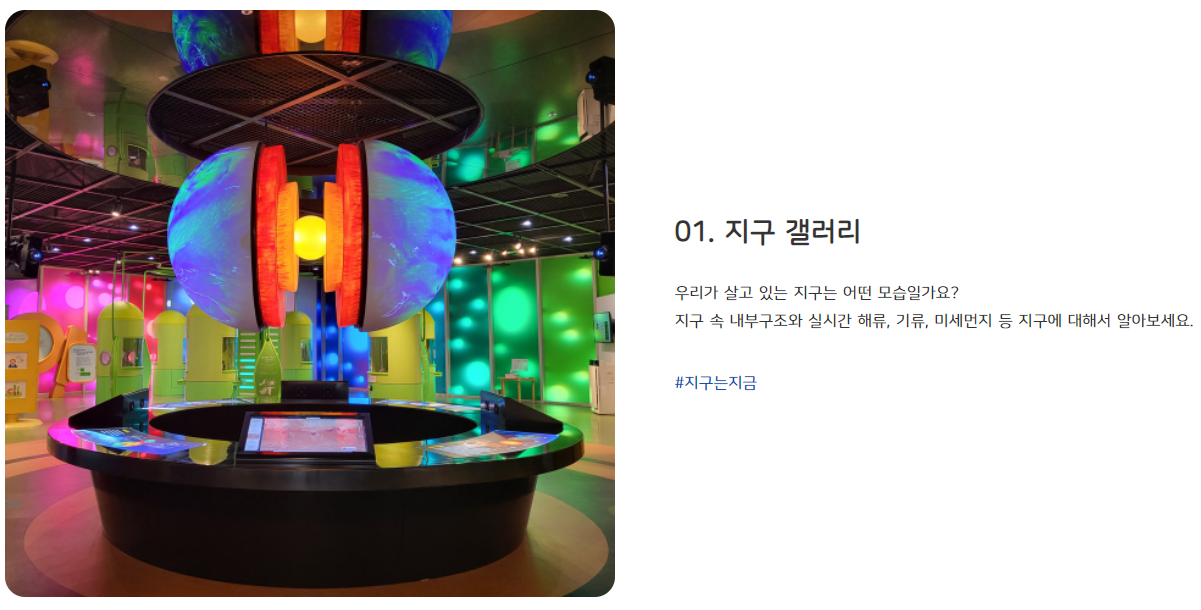 01. 지구 갤러리
우리가 살고 있는 지구는 어떤 모습일가요?
지구 속 내부구조와 실시간 해류, 기류, 미세먼지 등 지구에 대해서 알아보세요.
#지구는지금